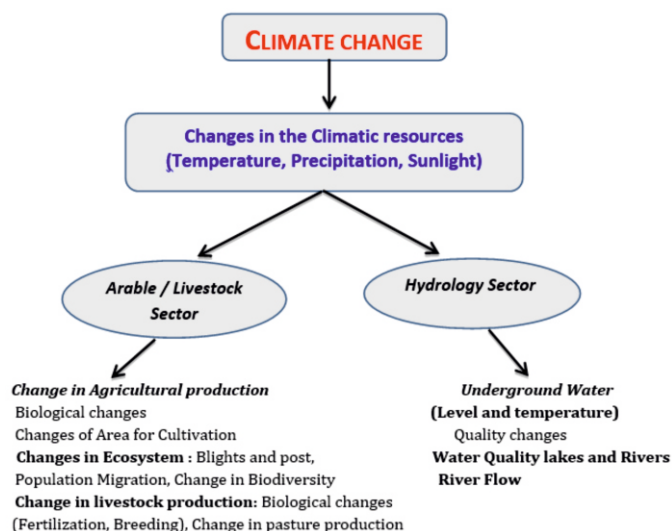 CLIMATE CHANGE
Changes in the Climatic resources
(Temperature, Precipitation, Sunlight)
Arable / Livestock
Sector
Hydrology Sector
Change in Agricultural production
Biological changes
Changes of Area for Cultivation
Changes in Ecosystem : Blights and post,
Population Migration, Change in Biodiversity
Change in livestock production: Biological changes
(Fertilization, Breeding), Change in pasture production
Underground Water
(Level and temperature)
Quality changes
Water Quality lakes and Rivers
River Flow